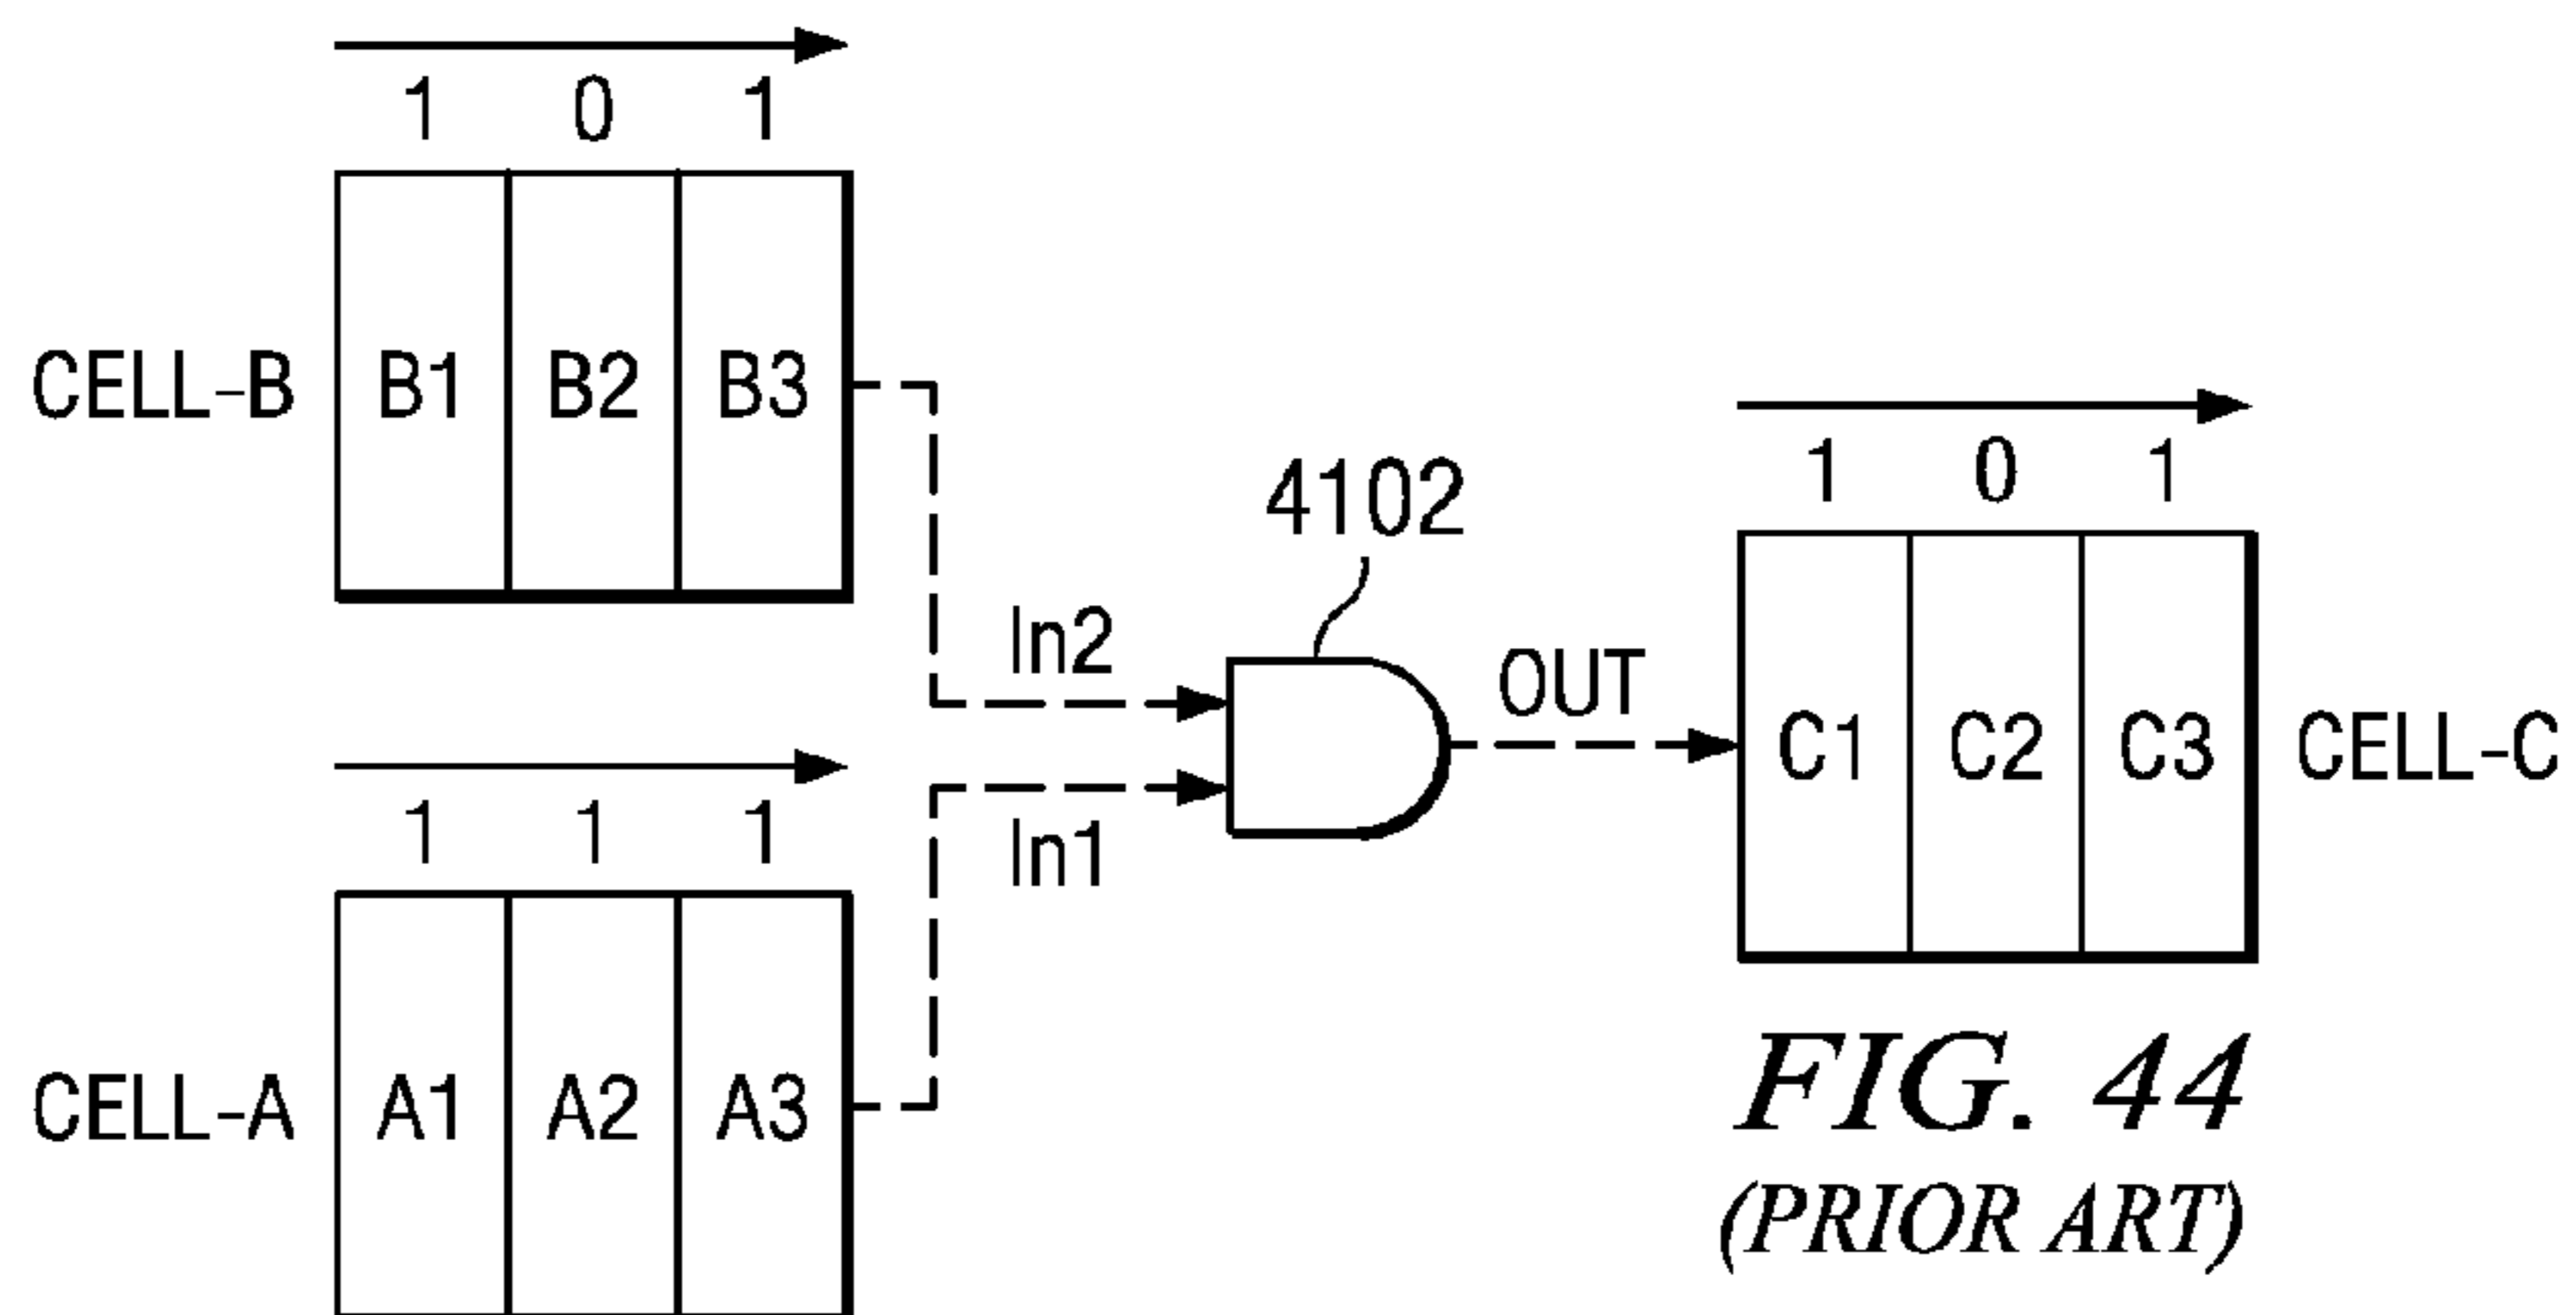 1 0 1
CELL-B B1 B2 B3
4102
In2
OUT
In1
1 0 1
C1 C2 C3 CELL-C
1 1 1
CELL-A A1 A2 A3
FIG. 44
(PRIOR ART)